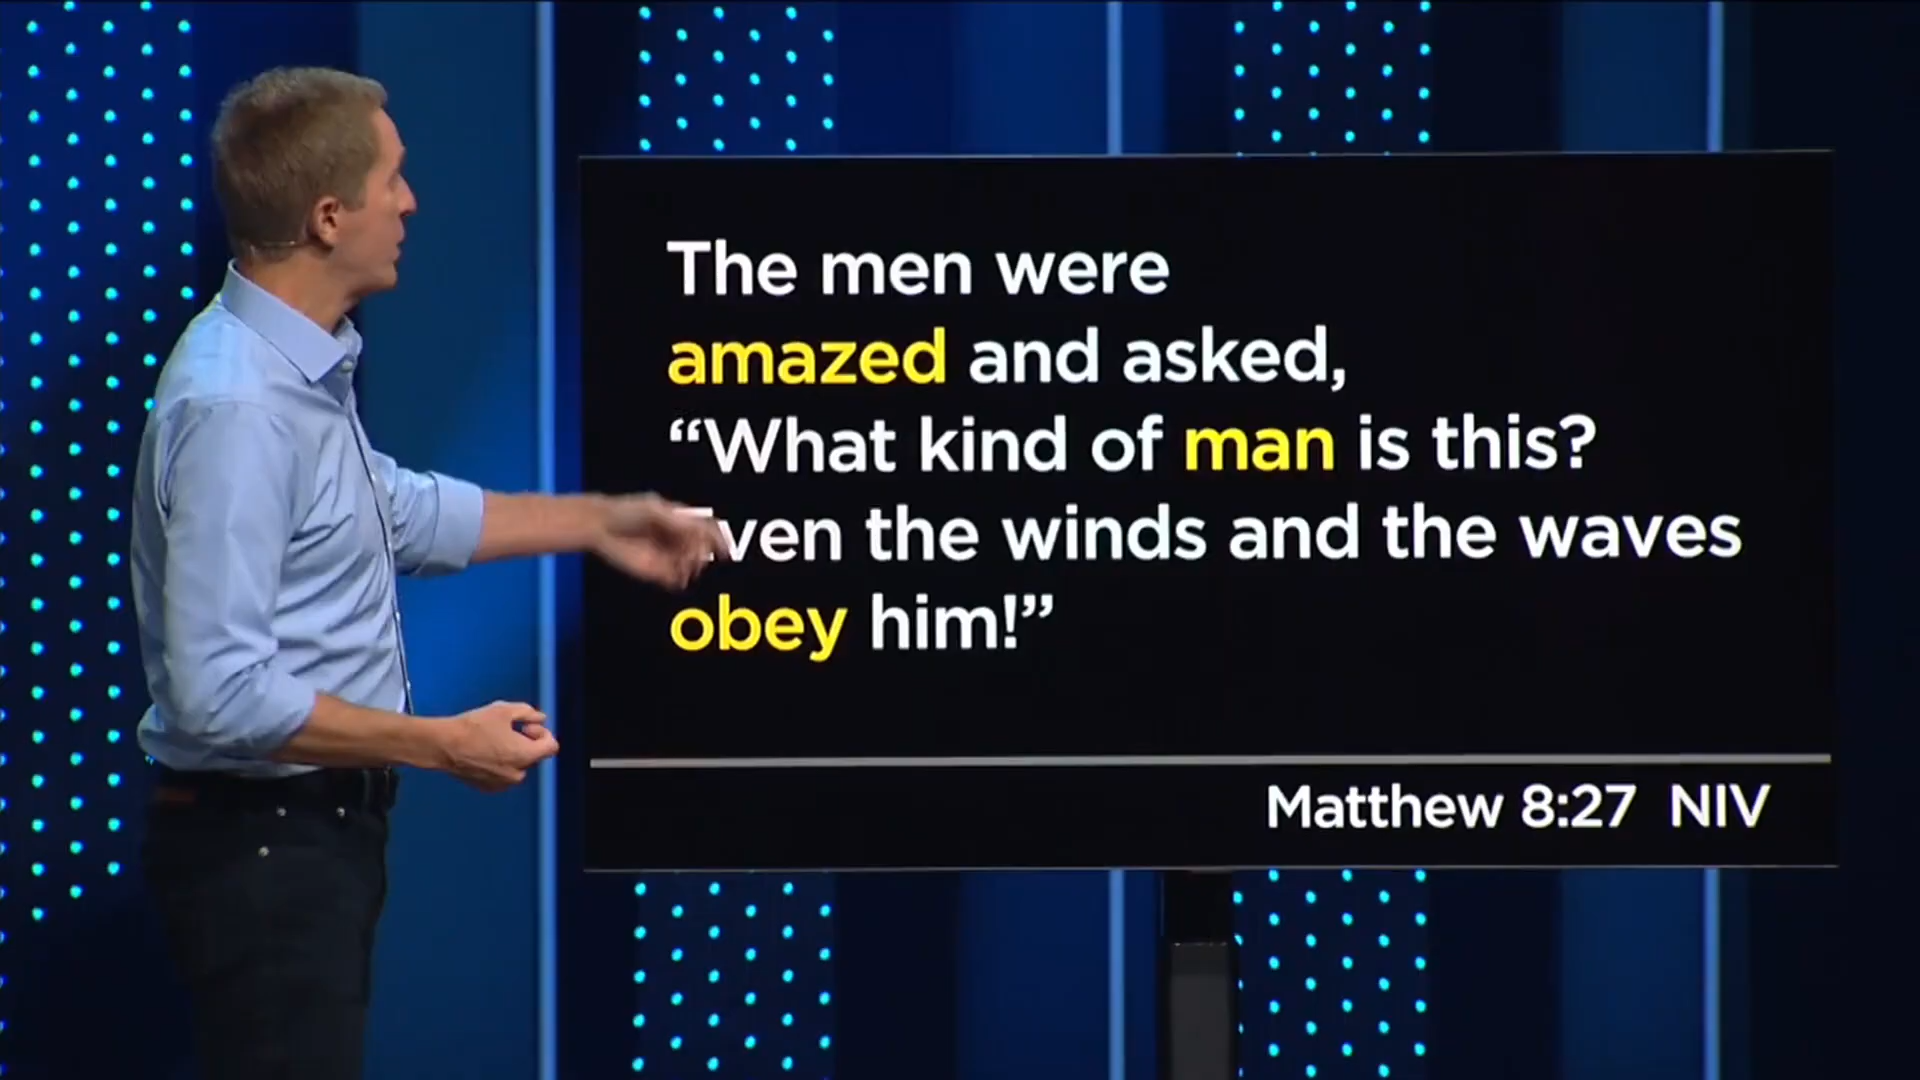 The men were
amazed and asked,
“What kind of man is this?
Even the winds and the waves
obey him!”
Matthew 8:27 NIV